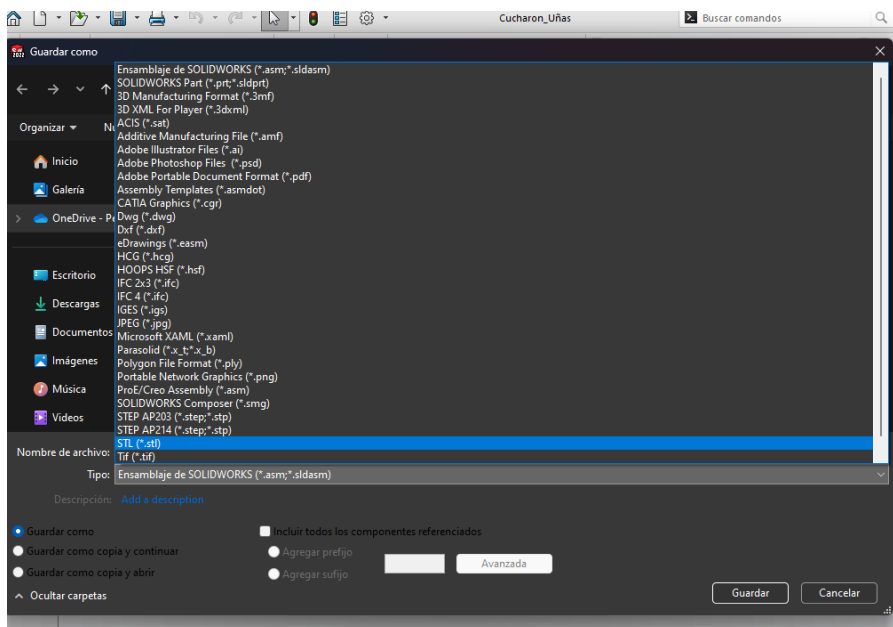 Cucharon_Uñas
Buscar comandos
Guardar como
Ensamblaje de SOLIDWORKS (*.asm;*.sldasm)
SOLIDWORKS Part (*.prt;*.sldprt)
3D Manufacturing Format (*.3mf)
3D XML For Player (*.3dxml)
ACIS (*.sat)
Additive Manufacturing File (*.amf)
Adobe Illustrator Files (*.ai)
Adobe Photoshop Files (*.psd)
Adobe Portable Document Format (*.pdf)
Assembly Templates (*.asmdot)
CATIA Graphics (*.cgr)
Dwg (*.dwg)
Dxf (*.dxf)
eDrawings (*.easm)
HCG (*.hcg)
HOOPS HSF (*.hsf)
IFC 2x3 (*.ifc)
IFC 4 (*.ifc)
IGES (*.igs)
JPEG (*.jpg)
Microsoft XAML (*.xaml)
Parasolid (*.x_t;*.x_b)
Polygon File Format (*.ply)
Portable Network Graphics (*.png)
ProE/Creo Assembly (*.asm)
SOLIDWORKS Composer (*.smg)
STEP AP203 (*.step;*.stp)
STEP AP214 (*.step;*.stp)
STL (*.stl)
Tif (*.tif)
Organizar
Inicio
Galería
OneDrive - Pe
Escritorio
Descargas
Documentos
Imágenes
Música
Videos
Nombre de archivo:
Tipo: Ensamblaje de SOLIDWORKS (*.asm;*.sldasm)
Descripción: Add a description
Guardar como
Guardar como copia y continuar
Guardar como copia y abrir
Incluir todos los componentes referenciados
Agregar prefijo
Agregar sufijo
Avanzada
Ocultar carpetas
Guardar
Cancelar